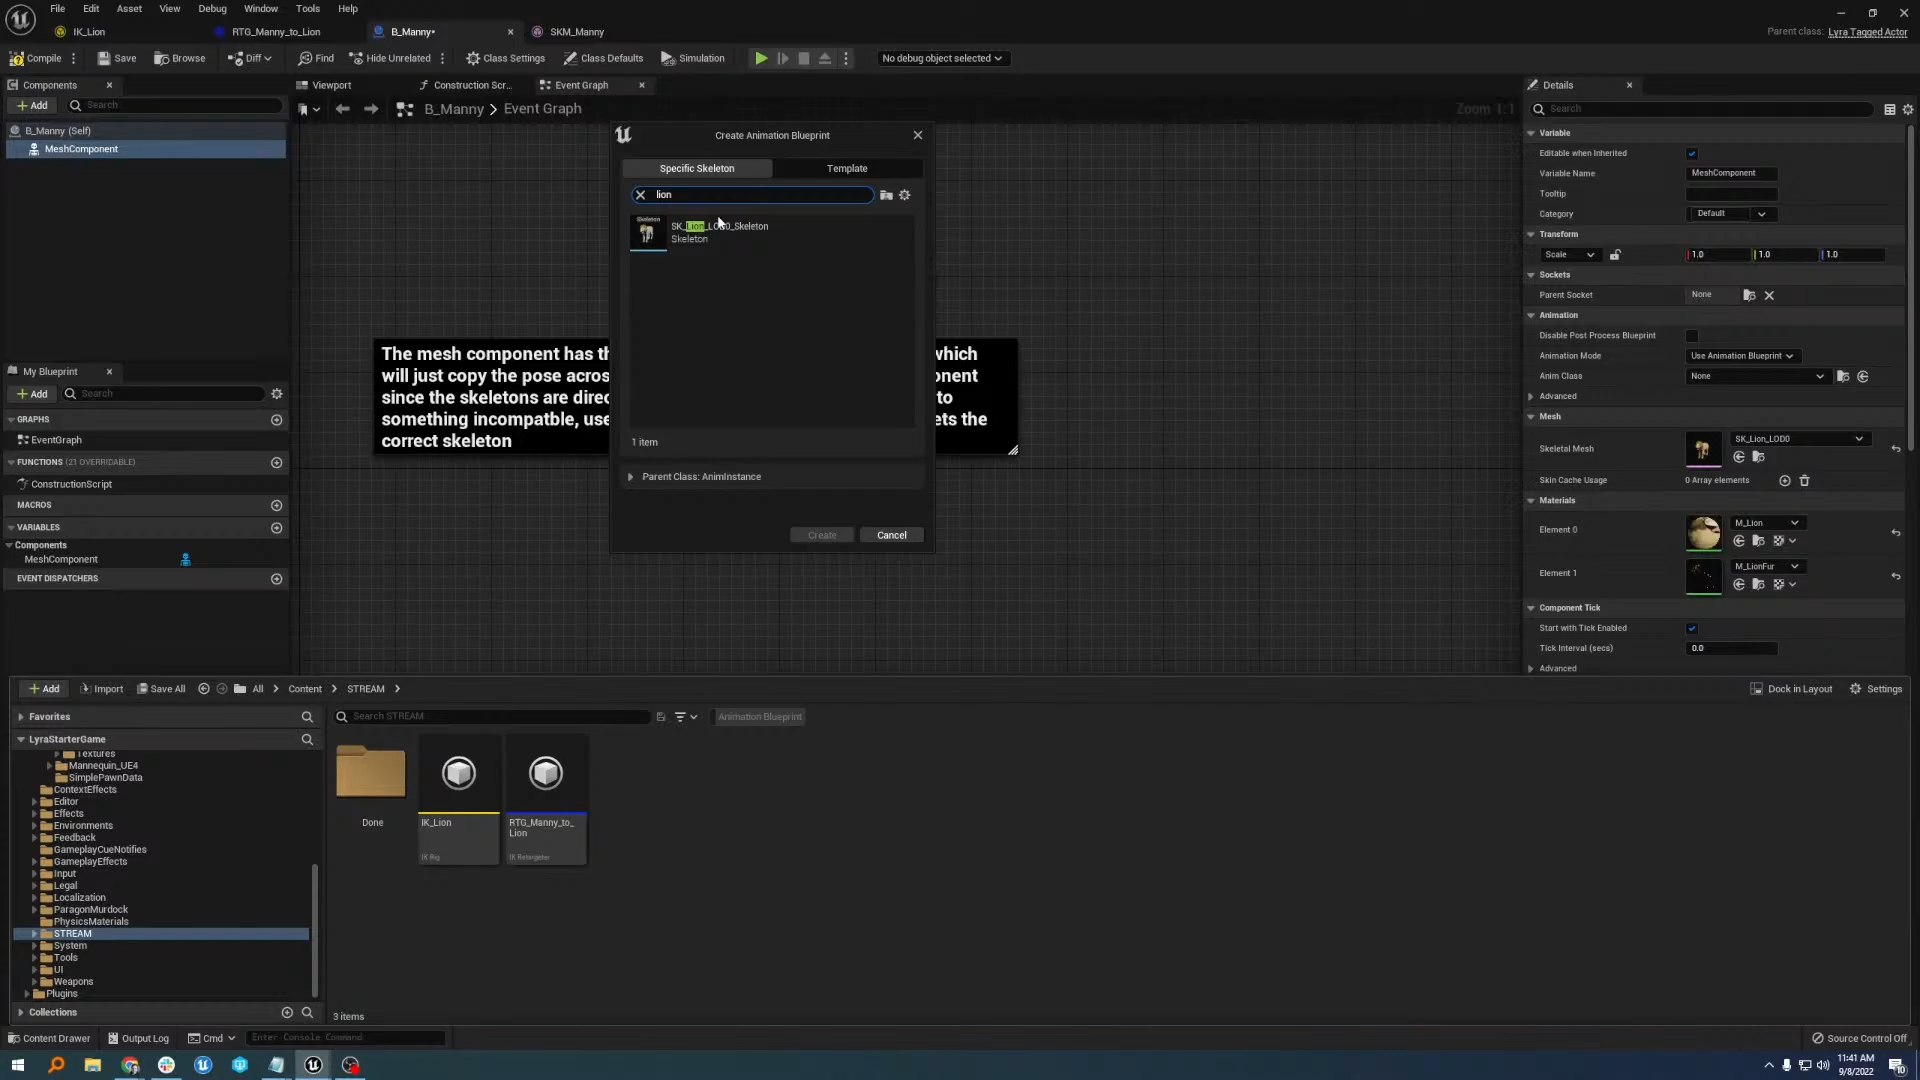 File Edit Asset View Debug Window Tools Help
IK_Lion RTG_Manny_to_Lion B_Manny• SKM_Manny
Parent class: Lyra Tagged Actor
Compile Save Browse Diff Find Hide Unrelated Class Settings Class Defaults Simulation No debug object selected
Components
Add Search
B_Manny (Self)
MeshComponent
My Blueprint
Add Search
GRAPHS
EventGraph
FUNCTIONS (21 OVERRIDABLE)
ConstructionScript
MACROS
VARIABLES
Components
MeshComponent
EVENT DISPATCHERS
Viewport Construction Scr... Event Graph
B_Manny > Event Graph
Zoom 1:1
The mesh component has th
will just copy the pose acros
since the skeletons are direc
something incompatble, use
correct skeleton
which
onent
to
ets the
Create Animation Blueprint
Specific Skeleton Template
lion
Skeleton
SK_Lion_LOD0_Skeleton
Skeleton
1 item
Parent Class: AnimInstance
Create Cancel
Details
Search
Variable
Editable when Inherited
Variable Name MeshComponent
Tooltip
Category Default
Transform
Scale 1.0 1.0 1.0
Sockets
Parent Socket None
Animation
Disable Post Process Blueprint
Animation Mode Use Animation Blueprint
Anim Class None
Advanced
Mesh
Skeletal Mesh SK_Lion_LOD0
Skin Cache Usage 0 Array elements
Materials
Element 0 M_Lion
Element 1 M_LionFur
Component Tick
Start with Tick Enabled
Tick Interval (secs) 0.0
Advanced
Add Import Save All All > Content > STREAM >
Dock in Layout Settings
Favorites
LyraStarterGame
Textures
Mannequin_UE4
SimplePawnData
ContextEffects
Editor
Effects
Environments
Feedback
GameplayCueNotifies
GameplayEffects
Input
Legal
Localization
ParagonMurdock
PhysicsMaterials
STREAM
System
Tools
UI
Weapons
Plugins
Collections
Search STREAM Animation Blueprint
Done
IK_Lion
IK Rig
RTG_Manny_to_
Lion
IK Retargeter
3 items
Content Drawer Output Log Cmd Enter Console Command
Source Control Off
11:41 AM
9/8/2022
10